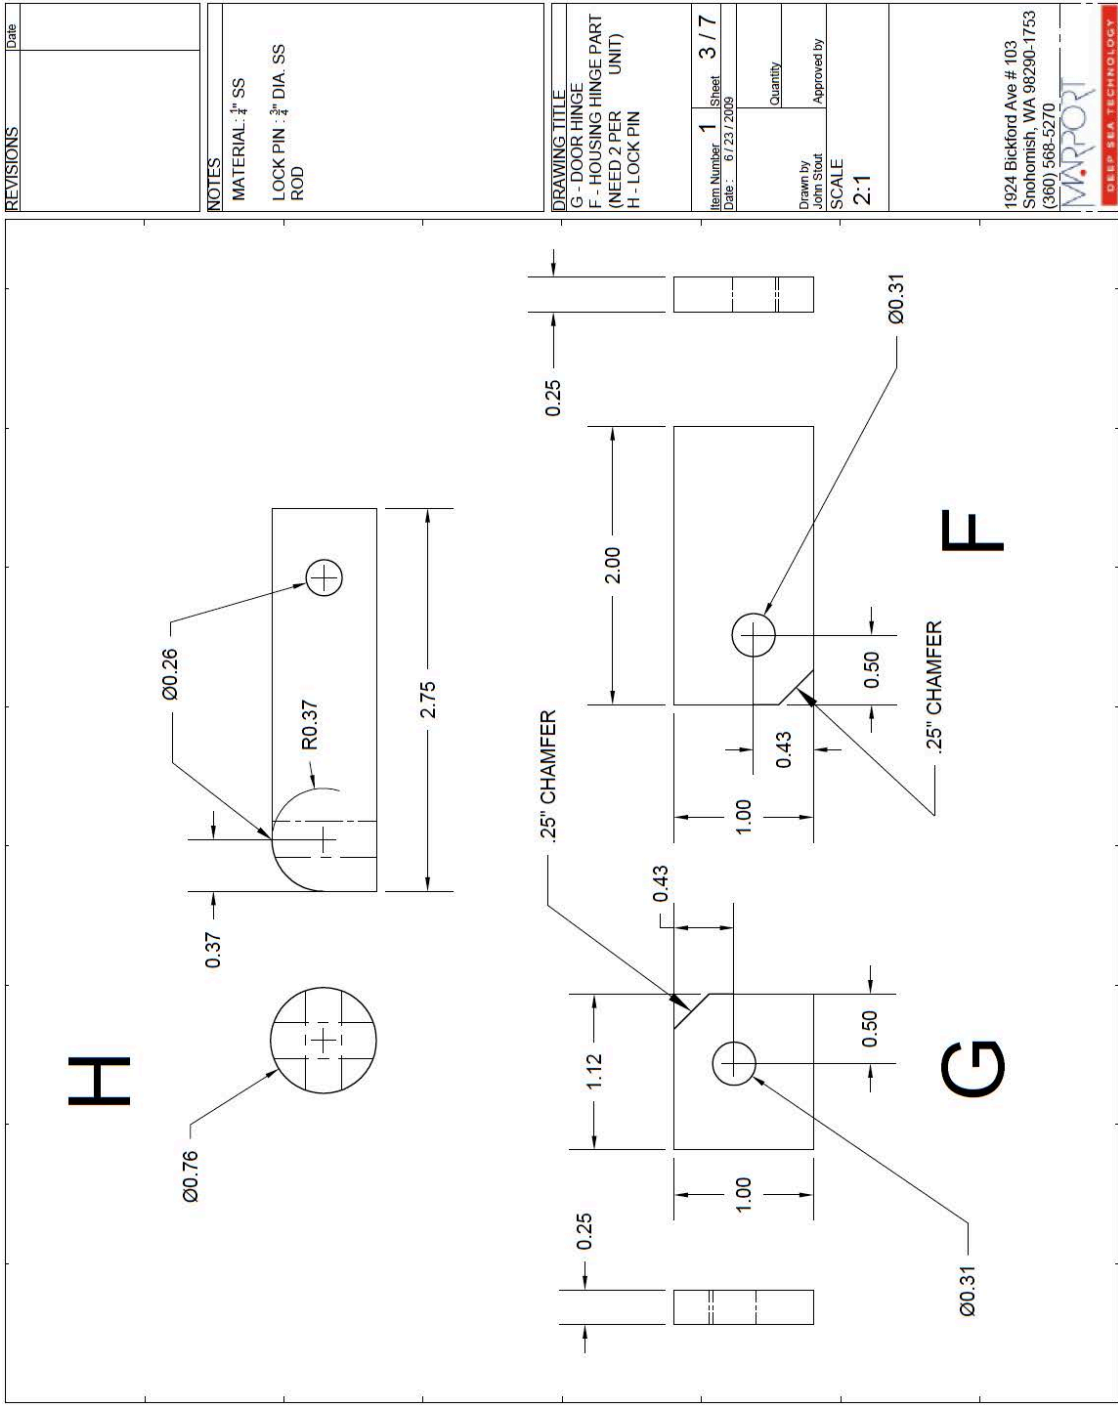 REVISIONS
Date
NOTES
MATERIAL: 1/4" SS
LOCK PIN : 3/4" DIA. SS
ROD
DRAWING TITLE
G - DOOR HINGE
F - HOUSING HINGE PART
(NEED 2 PER UNIT)
H - LOCK PIN
Item Number 1
Sheet 3 / 7
Date : 6 / 23 / 2009
Quantity
Drawn by
John Stout
Approved by
SCALE
2:1
1924 Bickford Ave # 103
Snohomish, WA 98290-1753
(360) 568-5270
MARPORT
DEEP SEA TECHNOLOGY
H
Ø0.76
0.37
Ø0.26
R0.37
2.75
0.25
1.00
1.12
.25" CHAMFER
0.43
0.50
Ø0.31
G
2.00
1.00
0.43
0.50
.25" CHAMFER
0.25
Ø0.31
F